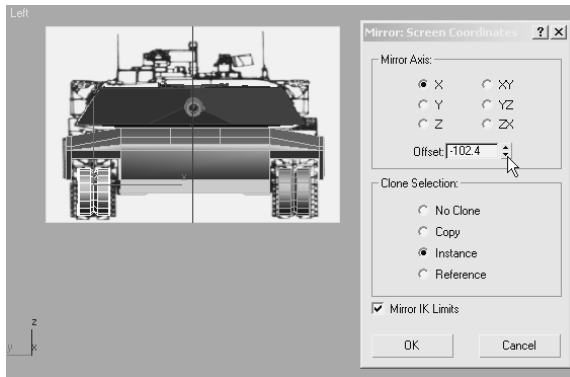 Left
Mirror: Screen Coordinates ? X
Mirror Axis:
X XY
Y YZ
Z ZX
Offset: -102.4
Clone Selection:
No Clone
Copy
Instance
Reference
Mirror IK Limits
OK Cancel
z
y x